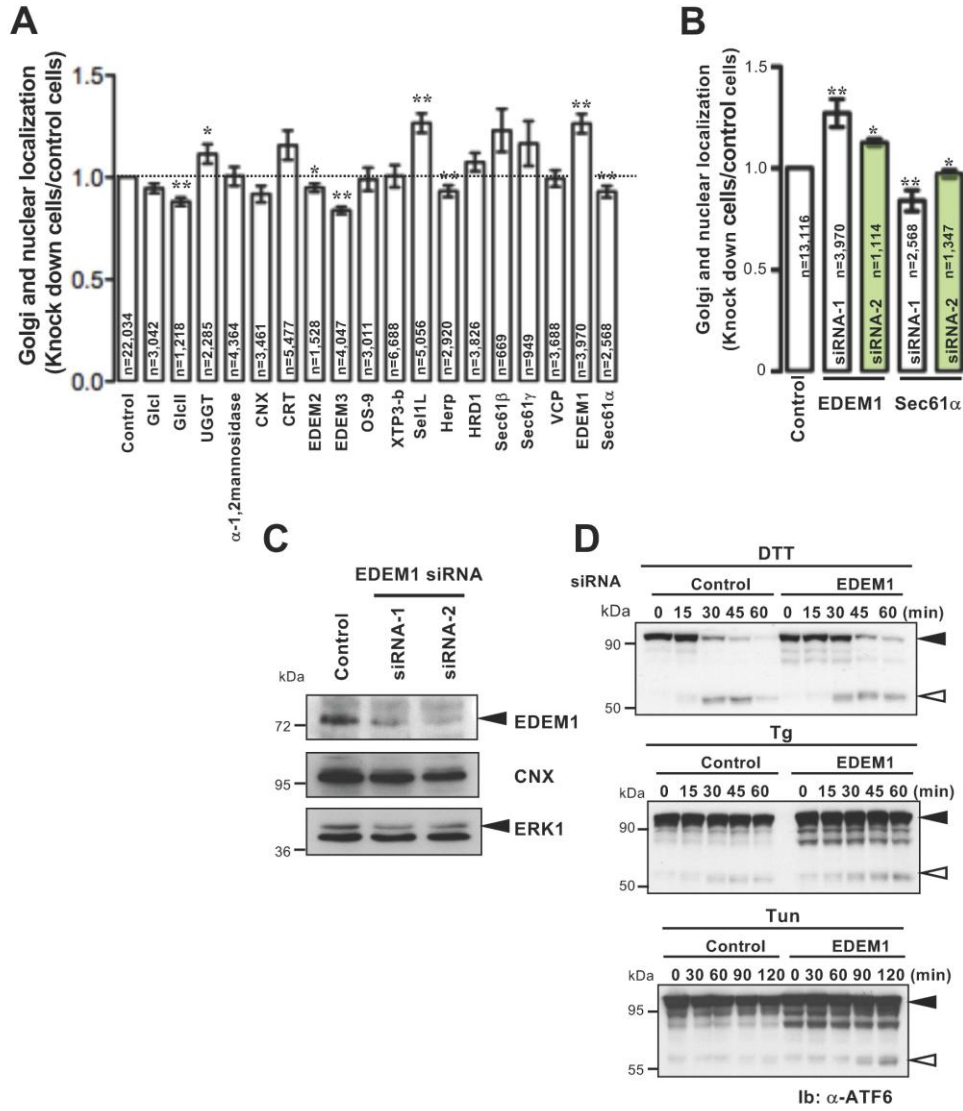 A
Golgi and nuclear localization
(Knock down cells/control cells)
1.5
1.0
0.5
0.0
** * * ** ** ** **
n=22,034
n=3,042
n=1,218
n=2,285
n=4,364
n=3,461
n=5,477
n=1,528
n=4,047
n=3,011
n=6,688
n=5,056
n=2,920
n=3,826
n=669
n=949
n=3,688
n=3,970
n=2,568
Control
GlcI
GlcII
UGGT
α-1,2mannosidase
CNX
CRT
EDEM2
EDEM3
OS-9
XTP3-b
Sel1L
Herp
HRD1
Sec61β
Sec61γ
VCP
EDEM1
Sec61α
B
Golgi and nuclear localization
(Knock down cells/control cells)
1.5
1.0
0.5
0
** * ** *
n=13,116
siRNA-1 n=3,970
siRNA-2 n=1,114
siRNA-1 n=2,568
siRNA-2 n=1,347
Control
EDEM1 Sec61α
C
EDEM1 siRNA
Control
siRNA-1
siRNA-2
kDa
72
EDEM1
95
CNX
36
ERK1
D
DTT
siRNA Control EDEM1
kDa 0 15 30 45 60 0 15 30 45 60 (min)
90
50
Tg
Control EDEM1
kDa 0 15 30 45 60 0 15 30 45 60 (min)
90
50
Tun
Control EDEM1
kDa 0 30 60 90 120 0 30 60 90 120 (min)
95
55
Ib: α-ATF6